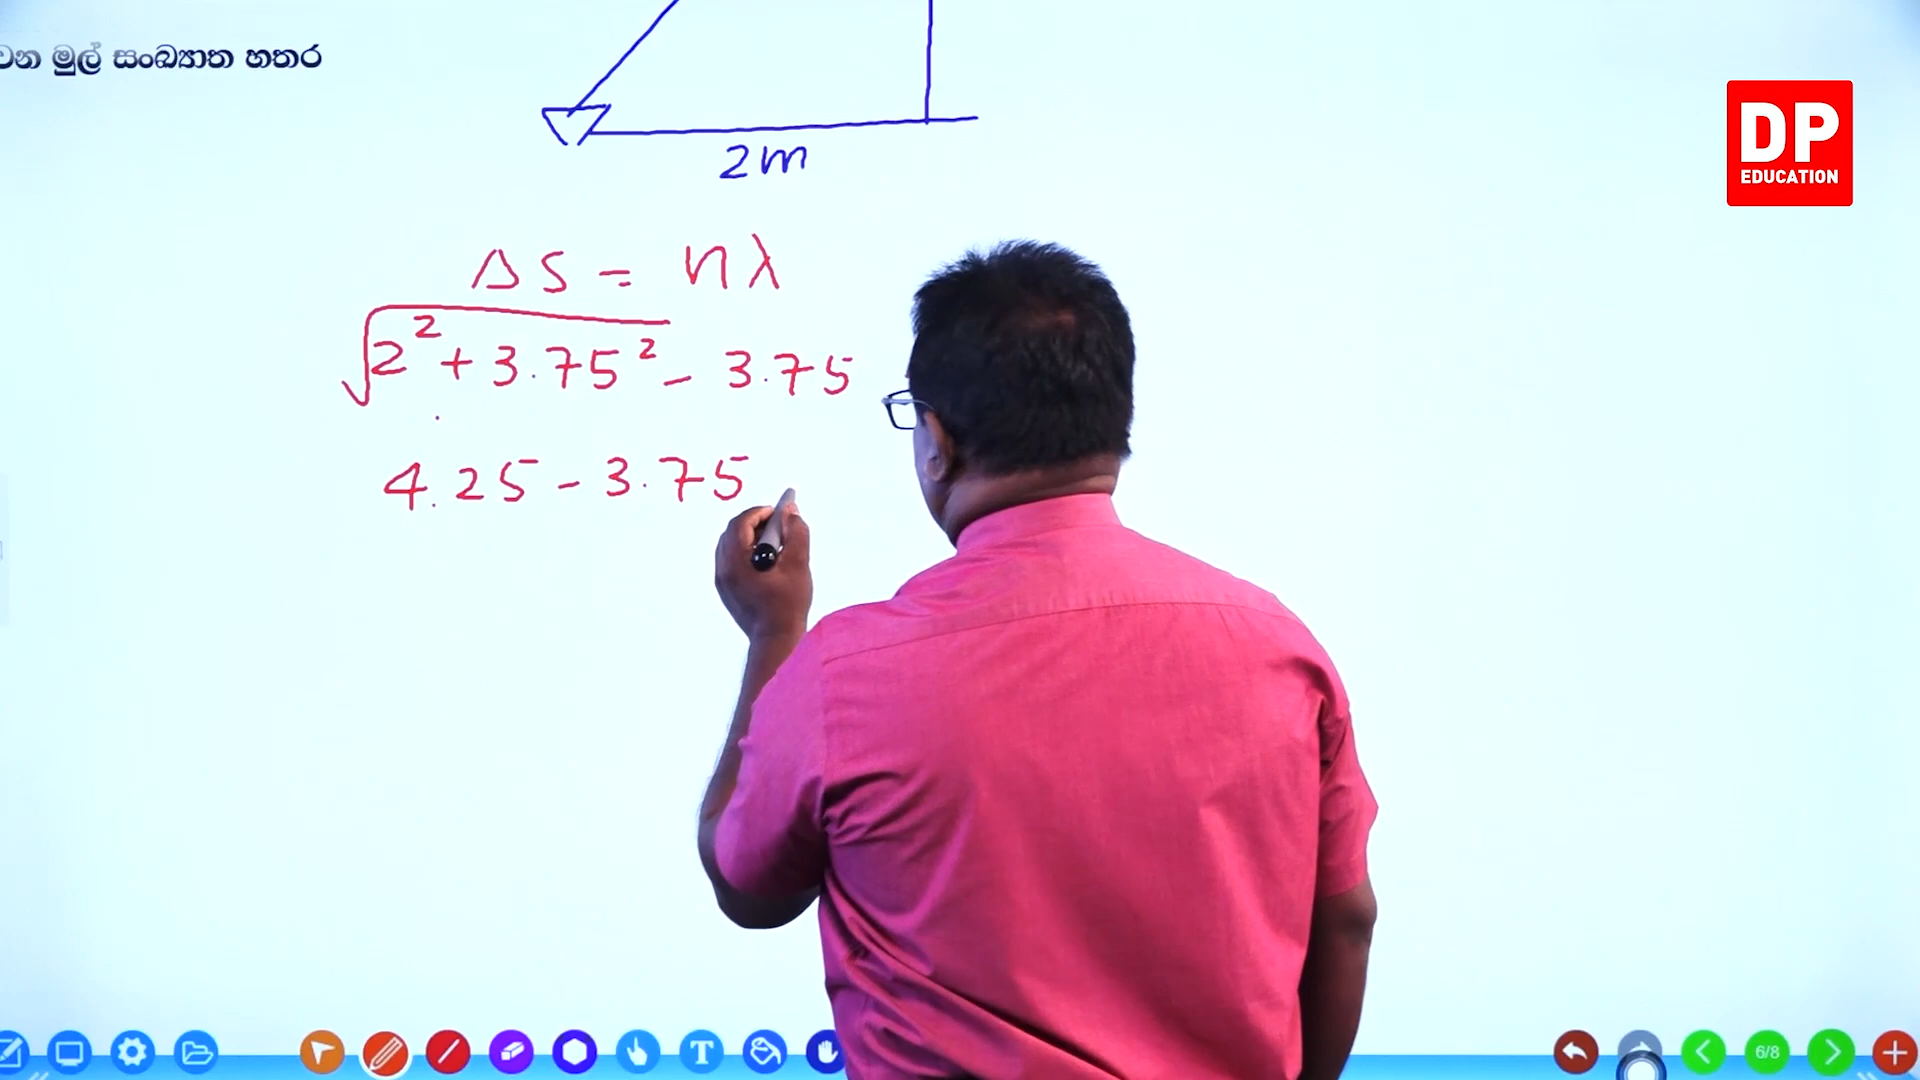 වන මුල් සංඛ්‍යාත හතර
DP
EDUCATION
2m
ΔS = nλ
√2² + 3.75² - 3.75
4.25 - 3.75
T
6/8